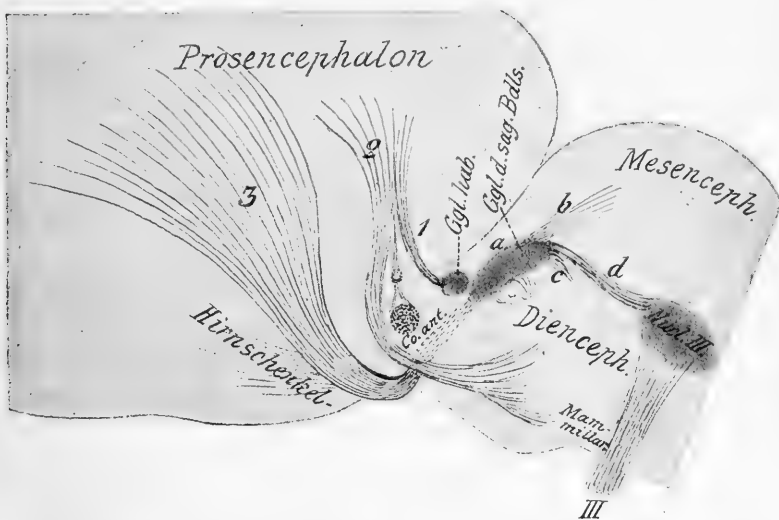 Prosencephalon
Mesenceph.
Ggl. hab.
Ggl. d. sag. Bdls.
3
2
1
a
b
c
d
Co. ant.
Dienceph.
Nucl. III.
Hirnschenkel-
Mam-
millar.
III